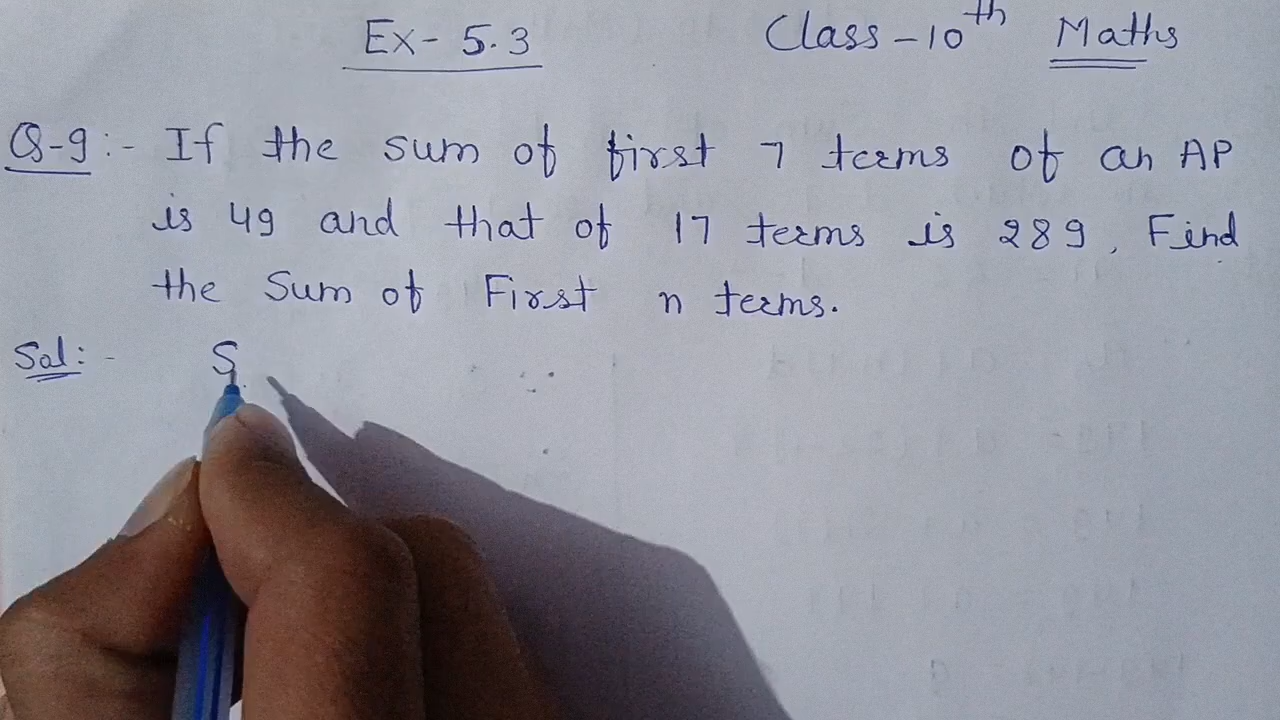 Ex- 5.3
Class-10th Maths
Q-9:- If the sum of first 7 terms of an AP
is 49 and that of 17 terms is 289, Find
the Sum of First n terms.
Sol:- S